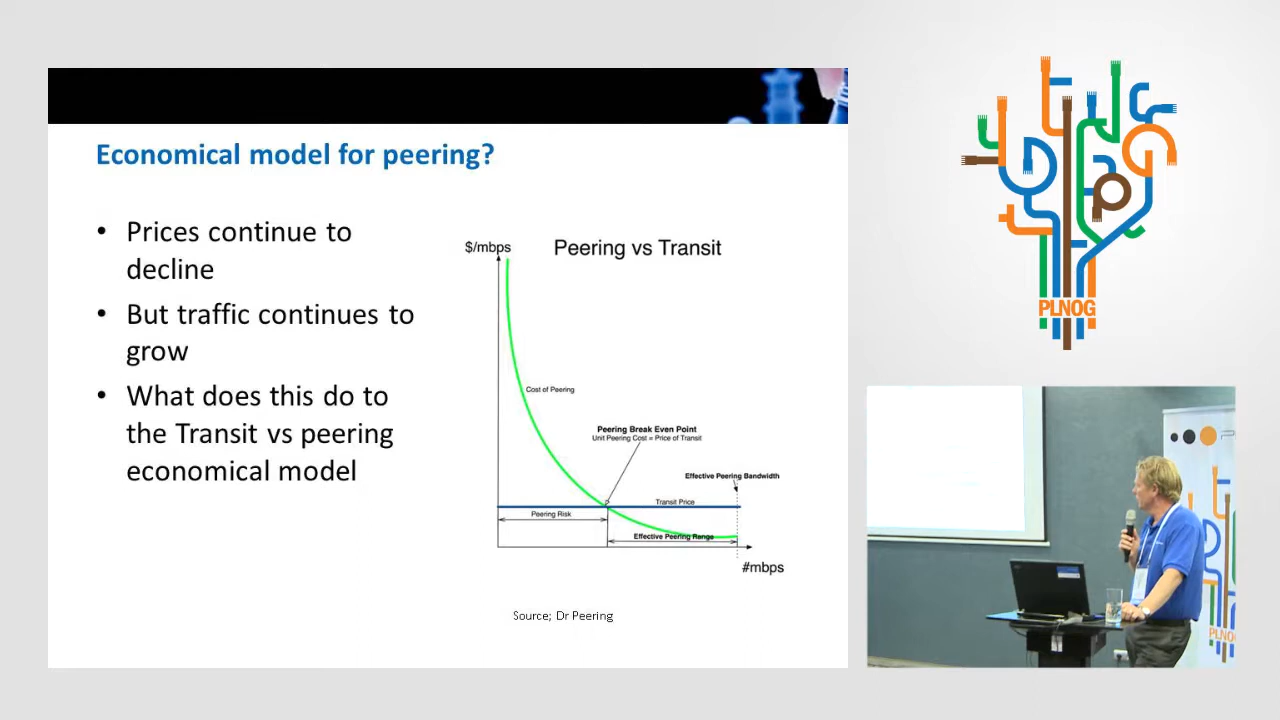 Economical model for peering?
• Prices continue to
decline
• But traffic continues to
grow
• What does this do to
the Transit vs peering
economical model
$/mbps
Peering vs Transit
Cost of Peering
Peering Break Even Point
Unit Peering Cost = Price of Transit
Effective Peering Bandwidth
Transit Price
Peering Risk
Effective Peering Range
#mbps
Source; Dr Peering
PLNOG